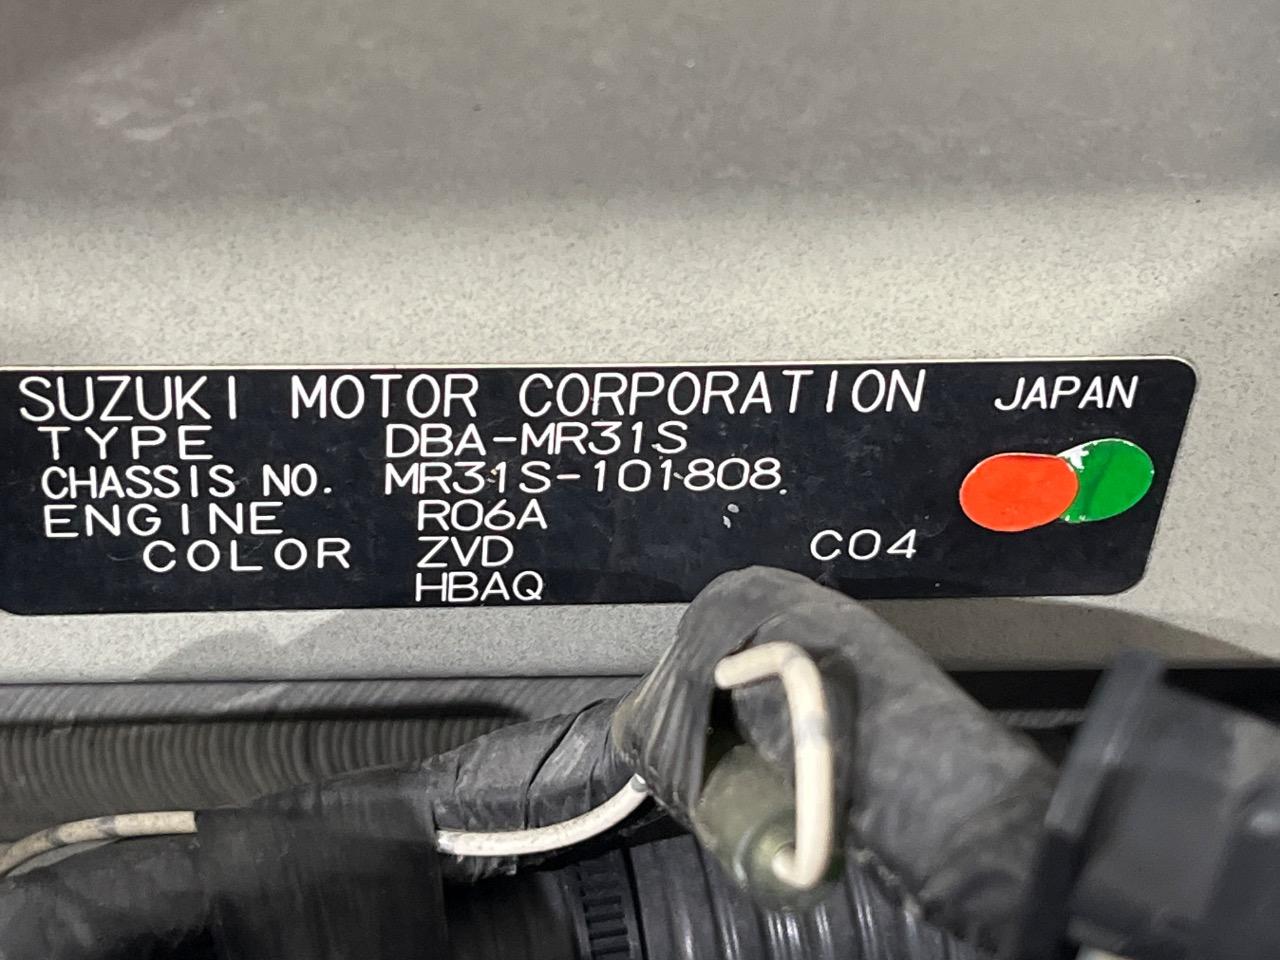 SUZUKI MOTOR CORPORATION JAPAN
TYPE DBA-MR31S
CHASSIS NO. MR31S-101808
ENGINE R06A
COLOR ZVD C04
HBAQ